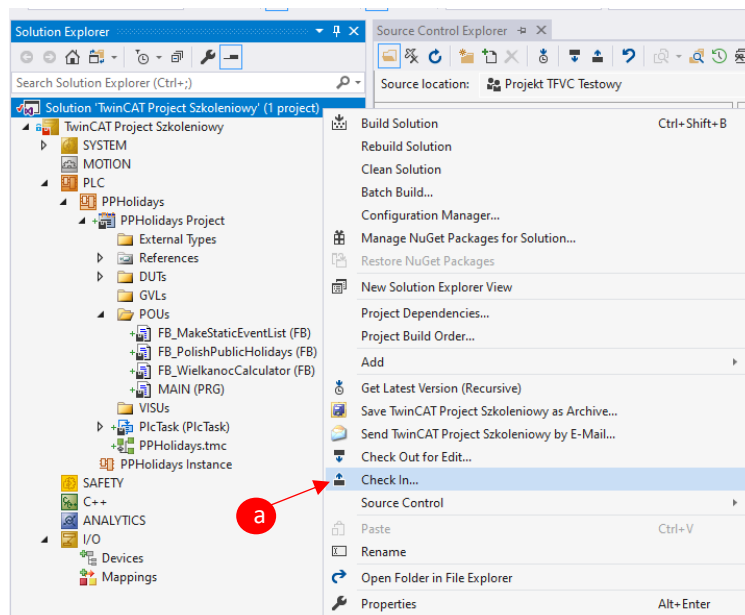 Solution Explorer
Source Control Explorer
Search Solution Explorer (Ctrl+;)
Source location: Projekt TFVC Testowy
Solution 'TwinCAT Project Szkoleniowy' (1 project)
TwinCAT Project Szkoleniowy
SYSTEM
MOTION
PLC
PPHolidays
PPHolidays Project
External Types
References
DUTs
GVLs
POUs
FB_MakeStaticEventList (FB)
FB_PolishPublicHolidays (FB)
FB_WielkanocCalculator (FB)
MAIN (PRG)
VISUs
PlcTask (PlcTask)
PPHolidays.tmc
PPHolidays Instance
SAFETY
C++
ANALYTICS
I/O
Devices
Mappings
a
Build Solution Ctrl+Shift+B
Rebuild Solution
Clean Solution
Batch Build...
Configuration Manager...
Manage NuGet Packages for Solution...
Restore NuGet Packages
New Solution Explorer View
Project Dependencies...
Project Build Order...
Add
Get Latest Version (Recursive)
Save TwinCAT Project Szkoleniowy as Archive...
Send TwinCAT Project Szkoleniowy by E-Mail...
Check Out for Edit...
Check In...
Source Control
Paste Ctrl+V
Rename
Open Folder in File Explorer
Properties Alt+Enter